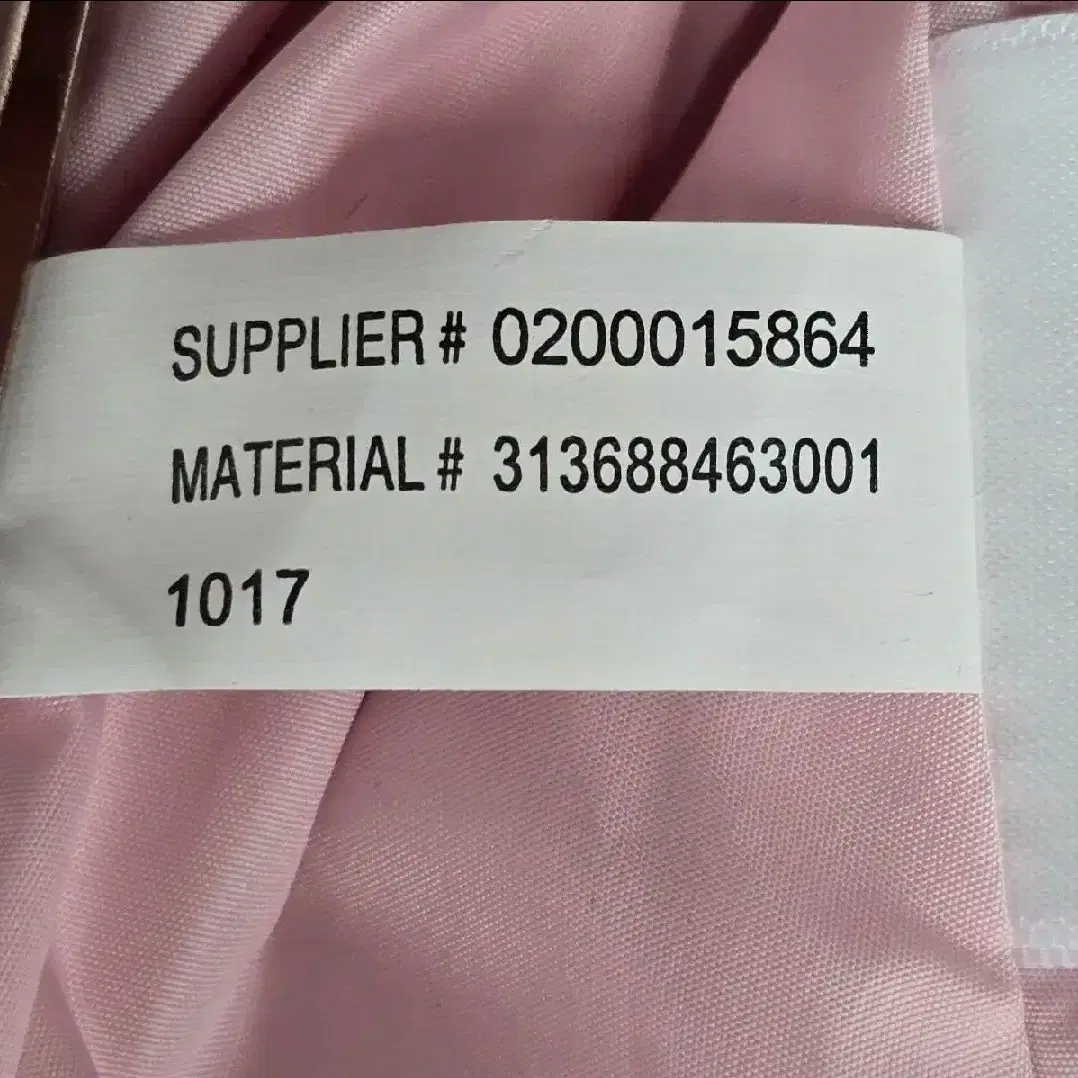 SUPPLIER # 0200015864
MATERIAL # 313688463001
1017